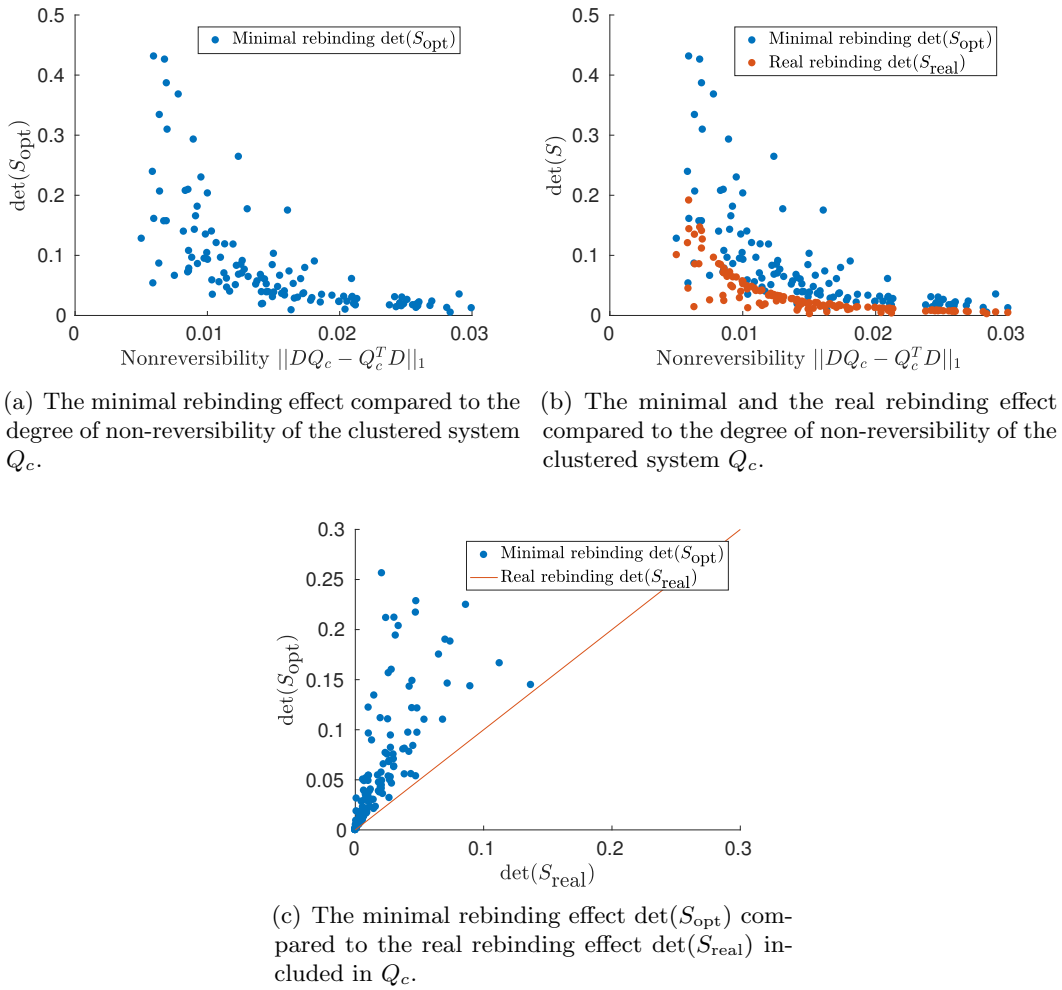 0.5
0.4
0.3
0.2
0.1
0
det(S_opt)
Minimal rebinding det(S_opt)
0.01
0.02
0.03
Nonreversibility ||DQ_c − Q_c^T D||_1
(a) The minimal rebinding effect compared to the
degree of non-reversibility of the clustered system
Q_c.
0.5
0.4
0.3
0.2
0.1
0
det(S)
Minimal rebinding det(S_opt)
Real rebinding det(S_real)
0.01
0.02
0.03
Nonreversibility ||DQ_c − Q_c^T D||_1
(b) The minimal and the real rebinding effect
compared to the degree of non-reversibility of the
clustered system Q_c.
0.3
0.25
0.2
0.15
0.1
0.05
0
det(S_opt)
Minimal rebinding det(S_opt)
Real rebinding det(S_real)
0
0.1
0.2
0.3
det(S_real)
(c) The minimal rebinding effect det(S_opt) com-
pared to the real rebinding effect det(S_real) in-
cluded in Q_c.